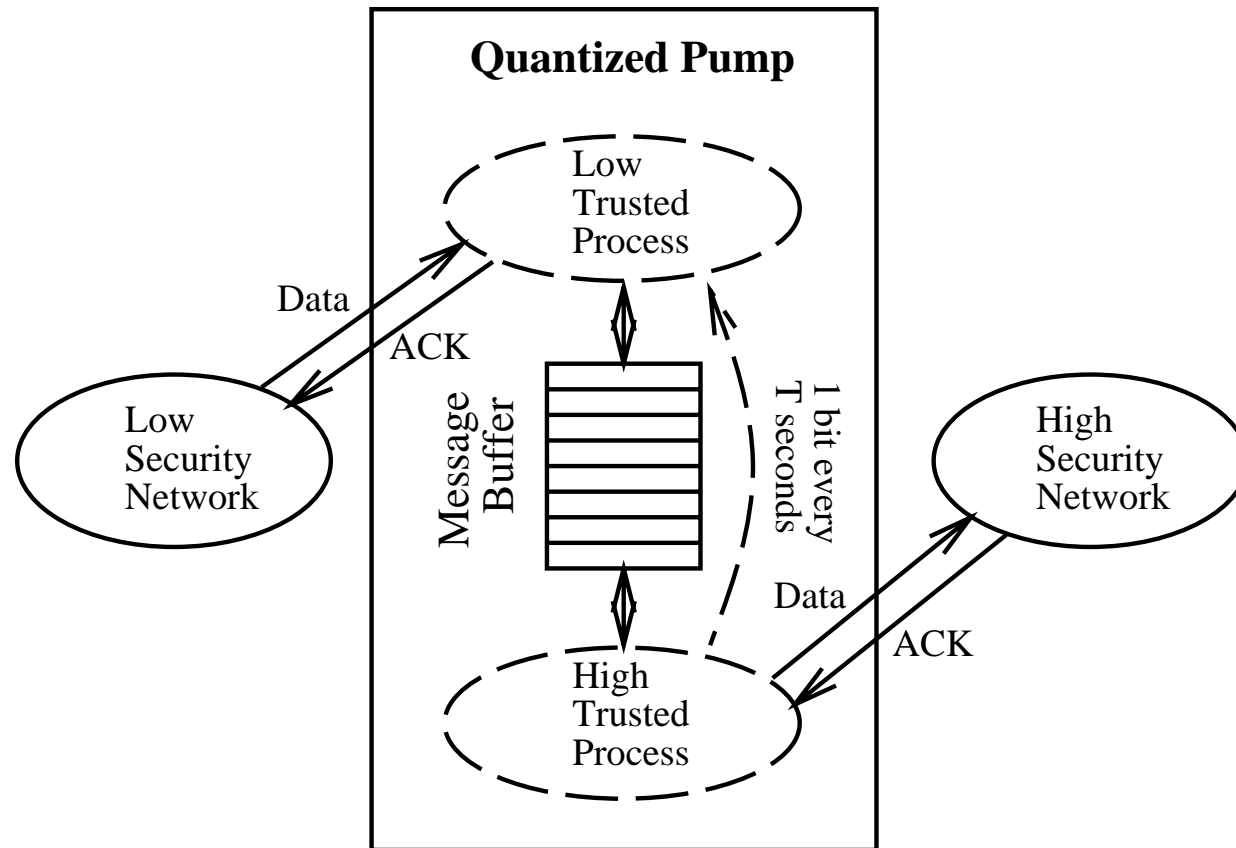 Quantized Pump
Low
Trusted
Process
Data
ACK
Low
Security
Network
Message
Buffer
1 bit every
T seconds
High
Security
Network
Data
ACK
High
Trusted
Process